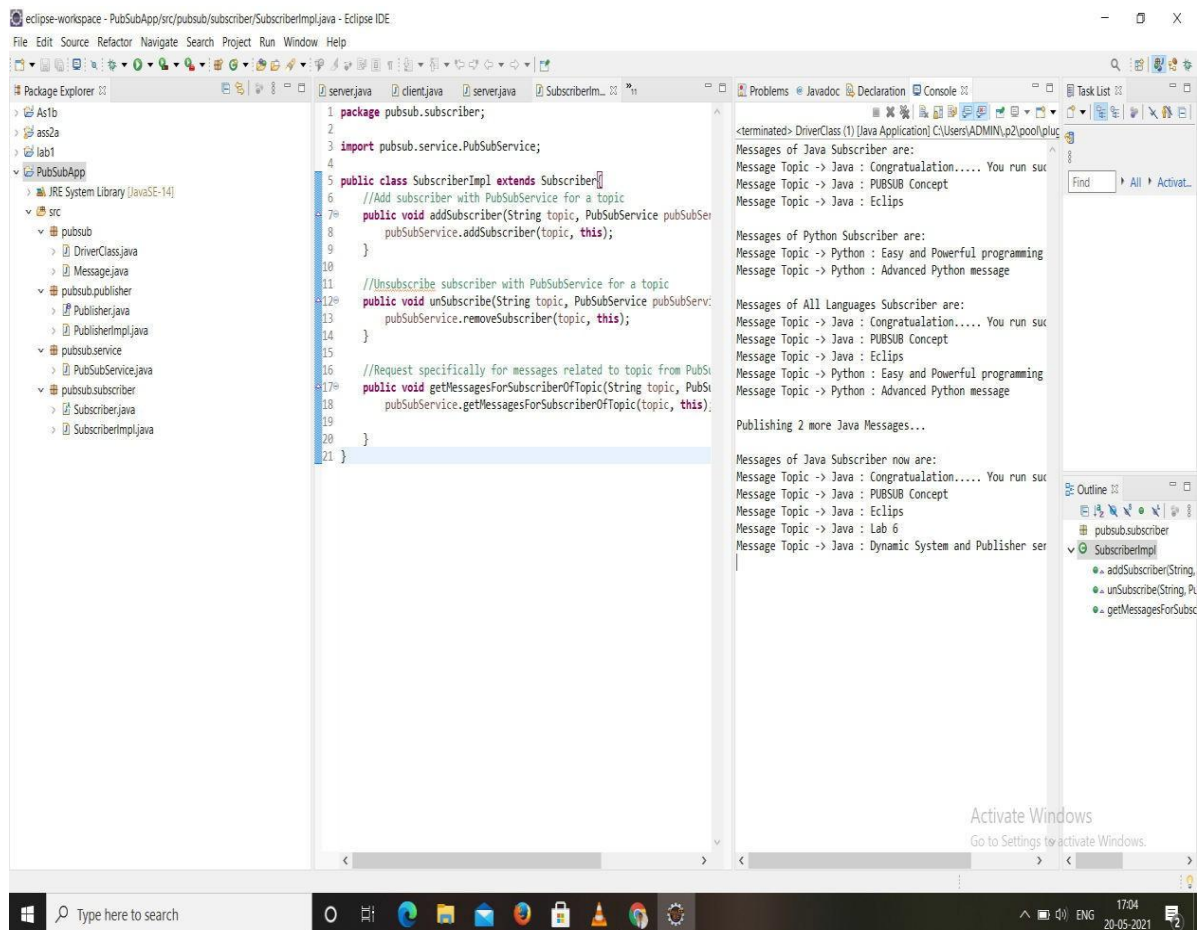 eclipse-workspace - PubSubApp/src/pubsub/subscriber/SubscriberImpl.java - Eclipse IDE
File Edit Source Refactor Navigate Search Project Run Window Help
Package Explorer
As1b
ass2a
lab1
PubSubApp
JRE System Library [JavaSE-14]
src
pubsub
DriverClass.java
Message.java
pubsub.publisher
Publisher.java
PublisherImpl.java
pubsub.service
PubSubService.java
pubsub.subscriber
Subscriber.java
SubscriberImpl.java
server.java client.java server.java SubscriberIm... »11
1 package pubsub.subscriber;
2
3 import pubsub.service.PubSubService;
4
5 public class SubscriberImpl extends Subscriber{
6 //Add subscriber with PubSubService for a topic
7 public void addSubscriber(String topic, PubSubService pubSubSer
8 pubSubService.addSubscriber(topic, this);
9 }
10
11 //Unsubscribe subscriber with PubSubService for a topic
12 public void unSubscribe(String topic, PubSubService pubSubServi
13 pubSubService.removeSubscriber(topic, this);
14 }
15
16 //Request specifically for messages related to topic from PubSu
17 public void getMessagesForSubscriberOfTopic(String topic, PubSu
18 pubSubService.getMessagesForSubscriberOfTopic(topic, this);
19
20 }
21 }
Problems Javadoc Declaration Console
<terminated> DriverClass (1) [Java Application] C:\Users\ADMIN\.p2\pool\plug
Messages of Java Subscriber are:
Message Topic -> Java : Congratualation..... You run suc
Message Topic -> Java : PUBSUB Concept
Message Topic -> Java : Eclips
Messages of Python Subscriber are:
Message Topic -> Python : Easy and Powerful programming
Message Topic -> Python : Advanced Python message
Messages of All Languages Subscriber are:
Message Topic -> Java : Congratualation..... You run suc
Message Topic -> Java : PUBSUB Concept
Message Topic -> Java : Eclips
Message Topic -> Python : Easy and Powerful programming
Message Topic -> Python : Advanced Python message
Publishing 2 more Java Messages...
Messages of Java Subscriber now are:
Message Topic -> Java : Congratualation..... You run suc
Message Topic -> Java : PUBSUB Concept
Message Topic -> Java : Eclips
Message Topic -> Java : Lab 6
Message Topic -> Java : Dynamic System and Publisher ser
Task List
Find All Activat...
Outline
pubsub.subscriber
SubscriberImpl
addSubscriber(String,
unSubscribe(String, Pu
getMessagesForSubsc
Activate Windows
Go to Settings to activate Windows.
Type here to search
ENG
17:04
20-05-2021
2